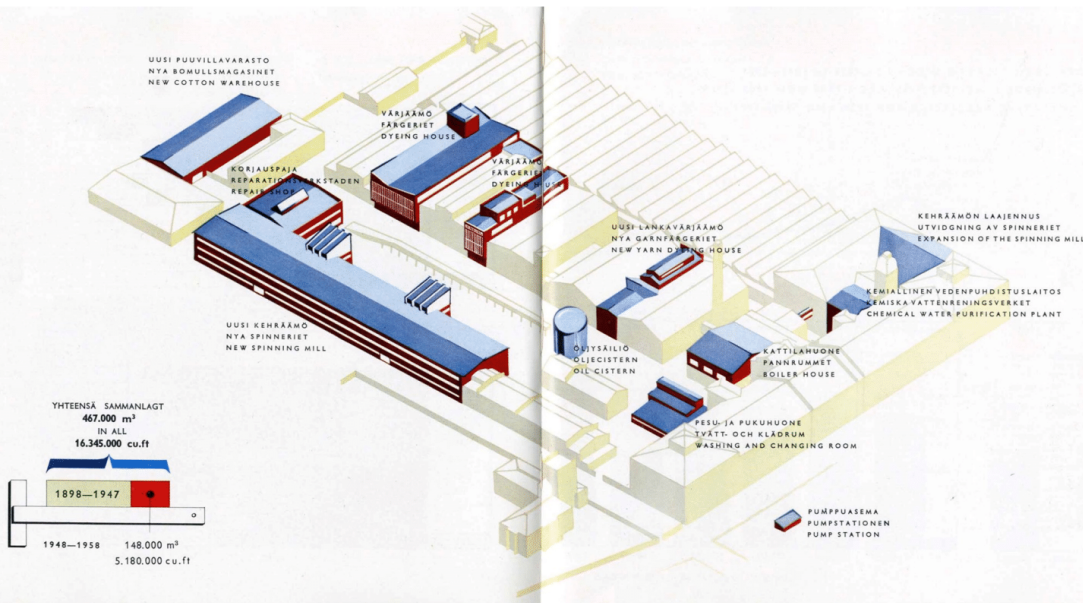 UUSI PUUVILLAVARASTO
NYA BOMULLSMAGASINET
NEW COTTON WAREHOUSE
VÄRJÄÄMÖ
FÄRGERIET
DYEING HOUSE
VÄRJÄÄMÖ
FÄRGERIET
DYEING HOUSE
KORJAUSPAJA
REPARATIONSVERKSTADEN
REPAIR SHOP
UUSI LANKAVÄRJÄÄMÖ
NYA GARNFÄRGERIET
NEW YARN DYEING HOUSE
KEHRÄÄMÖN LAAJENNUS
UTVIDGNING AV SPINNERIET
EXPANSION OF THE SPINNING MILL
KEMIALLINEN VEDENPUHDISTUSLAITOS
KEMISKA VATTENRENINGSVERKET
CHEMICAL WATER PURIFICATION PLANT
UUSI KEHRÄÄMÖ
NYA SPINNERIET
NEW SPINNING MILL
ÖLJYSÄILIÖ
OLJECISTERN
OIL CISTERN
KATTILAHUONE
PANNRUMMET
BOILER HOUSE
PESU- JA PUKUHUONE
TVÄTT- OCH KLÄDRUM
WASHING AND CHANGING ROOM
PUMPPUASEMA
PUMPSTATIONEN
PUMP STATION
YHTEENSÄ SAMMANLAGT
467.000 m³
IN ALL
16.345.000 cu.ft
1898—1947
1948—1958 148.000 m³
5.180.000 cu.ft